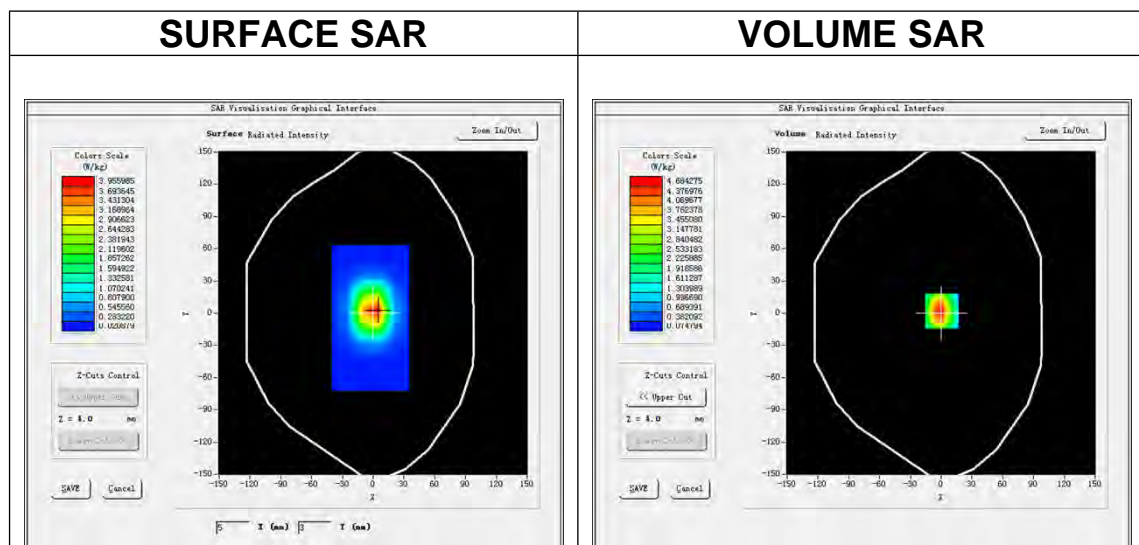 SURFACE SAR
VOLUME SAR
SAR Visualisation Graphical Interface
Surface Radiated Intensity
Zoom In/Out
Colors Scale
(W/kg)
3.955985
3.693645
3.431304
3.168964
2.906623
2.644283
2.381943
2.119602
1.857262
1.594922
1.332581
1.070241
0.807900
0.545560
0.283220
0.020879
150
120
90
60
30
0
-30
-60
-90
-120
-150
Y
-150 -120 -90 -60 -30 0 30 60 90 120 150
X
Z-Cuts Control
Z = 4.0 mm
SAVE Cancel
5 X (mm) 3 Y (mm)
SAR Visualisation Graphical Interface
Volume Radiated Intensity
Zoom In/Out
Colors Scale
(W/kg)
4.684275
4.376976
4.069677
3.762378
3.455080
3.147781
2.840482
2.533183
2.225885
1.918586
1.611287
1.303989
0.996690
0.689391
0.382092
0.074794
150
120
90
60
30
0
-30
-60
-90
-120
-150
Y
-150 -120 -90 -60 -30 0 30 60 90 120 150
X
Z-Cuts Control
<< Upper Cut
Z = 4.0 mm
SAVE Cancel